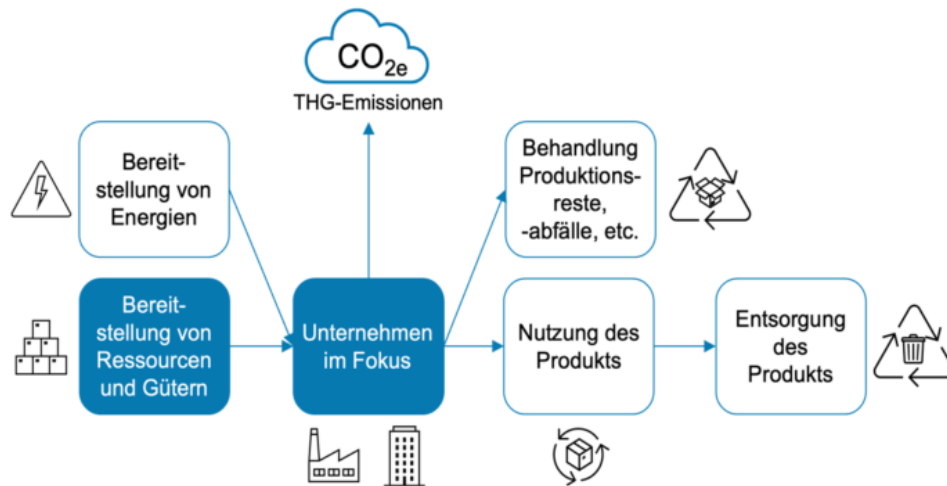 CO2e
THG-Emissionen
Bereit-
stellung von
Energien
Behandlung
Produktions-
reste,
-abfälle, etc.
Bereit-
stellung von
Ressourcen
und Gütern
Unternehmen
im Fokus
Nutzung des
Produkts
Entsorgung
des
Produkts